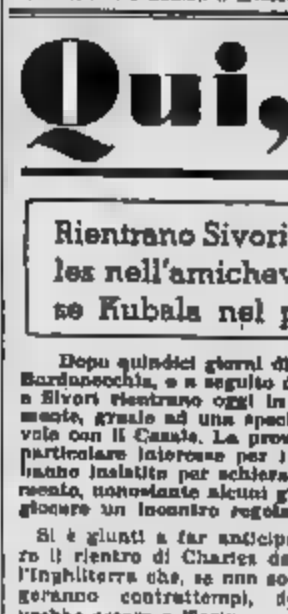 Qui,
Rientrano Sivori
les nell'amichev
se Kubala nel p
Dopo quindici giorni di
Bardonecchia, e a seguito d
a Sivori rientrano oggi in
mente, grazie ad una speci
vole con il Casale. La prov
particolare interesse per i
hanno insistito per schiera
mento, nonostante alcuni g
giocare un incontro regola
Si è giunti a far anticip
ro il rientro di Charles da
l'Inghilterra che, se non so
geranno contrattempi, d